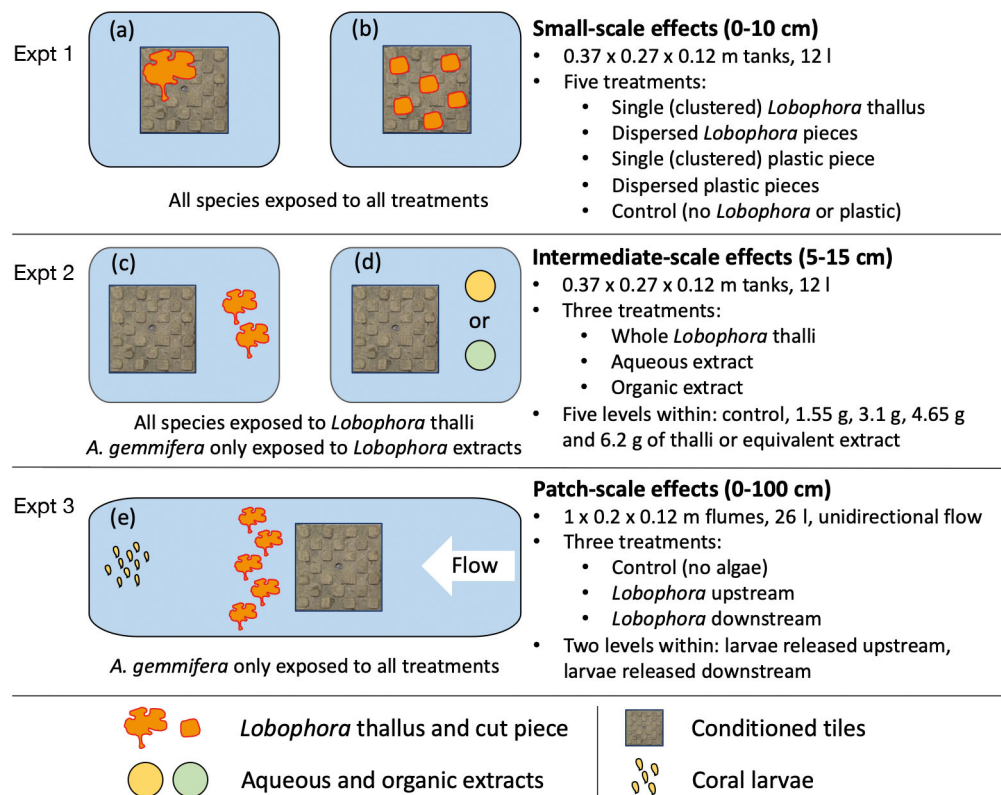 Expt 1
(a)
(b)
All species exposed to all treatments
Small-scale effects (0-10 cm)
• 0.37 x 0.27 x 0.12 m tanks, 12 l
• Five treatments:
• Single (clustered) Lobophora thallus
• Dispersed Lobophora pieces
• Single (clustered) plastic piece
• Dispersed plastic pieces
• Control (no Lobophora or plastic)
Expt 2
(c)
(d)
or
All species exposed to Lobophora thalli
A. gemmifera only exposed to Lobophora extracts
Intermediate-scale effects (5-15 cm)
• 0.37 x 0.27 x 0.12 m tanks, 12 l
• Three treatments:
• Whole Lobophora thalli
• Aqueous extract
• Organic extract
• Five levels within: control, 1.55 g, 3.1 g, 4.65 g
and 6.2 g of thalli or equivalent extract
Expt 3
(e)
Flow
A. gemmifera only exposed to all treatments
Patch-scale effects (0-100 cm)
• 1 x 0.2 x 0.12 m flumes, 26 l, unidirectional flow
• Three treatments:
• Control (no algae)
• Lobophora upstream
• Lobophora downstream
• Two levels within: larvae released upstream,
larvae released downstream
Lobophora thallus and cut piece
Aqueous and organic extracts
Conditioned tiles
Coral larvae